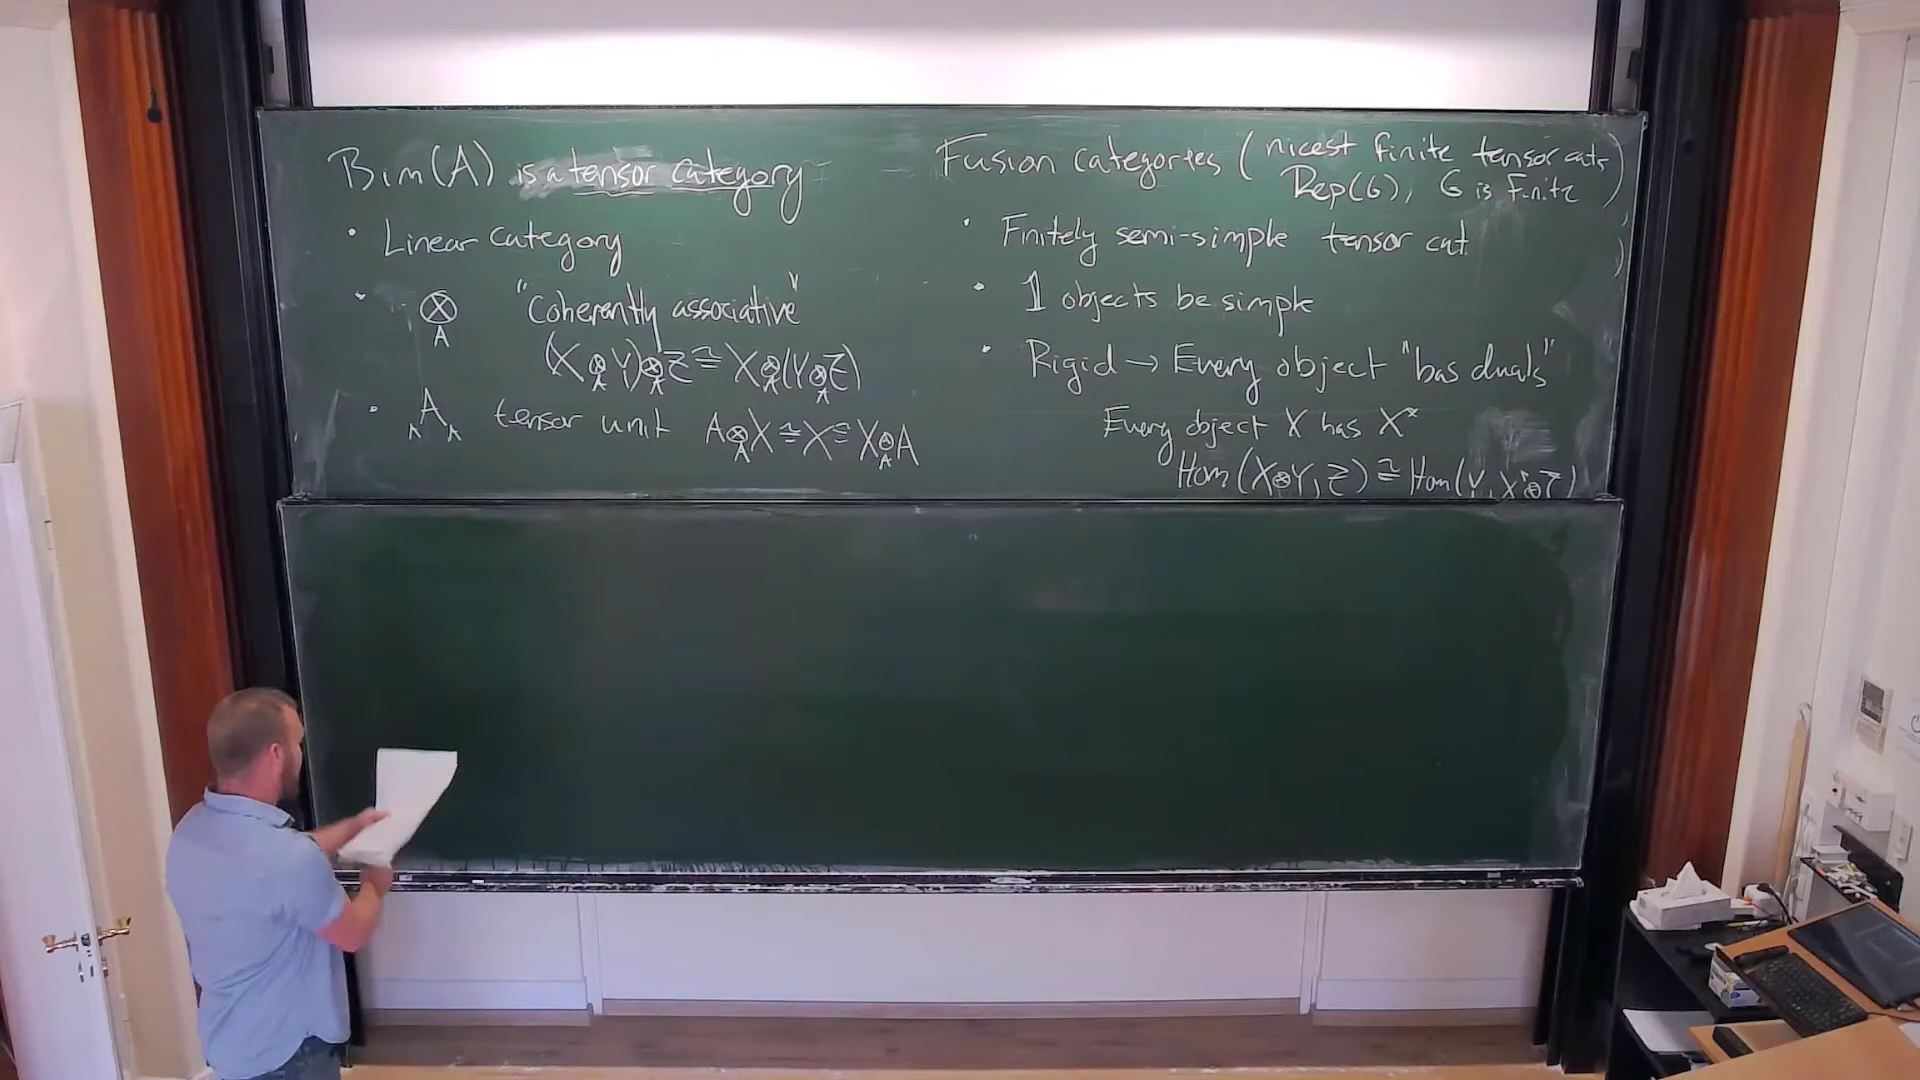 Bim(A) is a tensor category
• Linear category
• ⊗_A "Coherently associative"
(X ⊗_A Y) ⊗_A Z ≅ X ⊗_A (Y ⊗_A Z)
• _A A _A tensor unit A ⊗_A X ≅ X ≅ X ⊗_A A
Fusion categories (nicest finite tensor cats
Rep(G), G is finite)
• Finitely semi-simple tensor cat.
• 1 objects be simple
• Rigid → Every object "has duals"
Every object X has X*
Hom(X⊗Y, Z) ≅ Hom(Y, X*⊗Z)